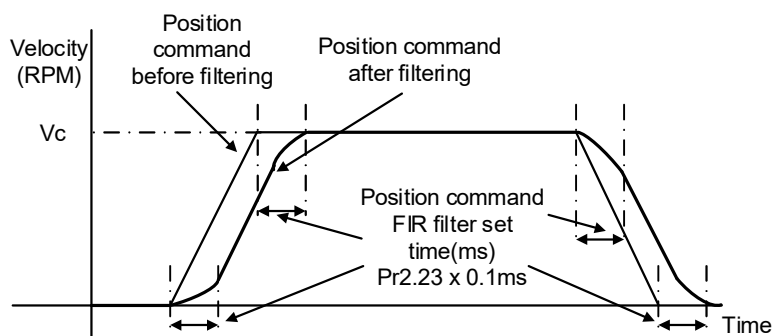 Position
command
before filtering
Velocity
(RPM)
Position command
after filtering
Vc
Position command
FIR filter set
time(ms)
Pr2.23 x 0.1ms
Time